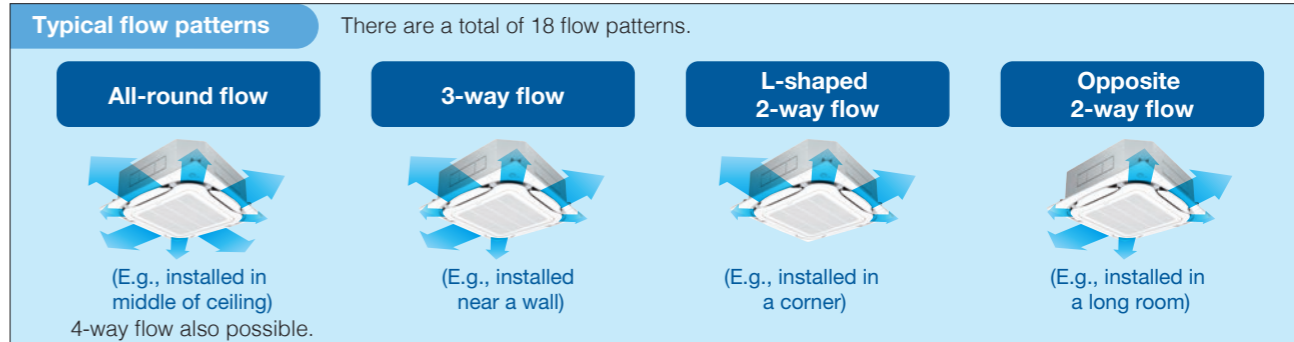 Typical flow patterns
There are a total of 18 flow patterns.
All-round flow
(E.g., installed in
middle of ceiling)
4-way flow also possible.
3-way flow
(E.g., installed
near a wall)
L-shaped
2-way flow
(E.g., installed in
a corner)
Opposite
2-way flow
(E.g., installed in
a long room)